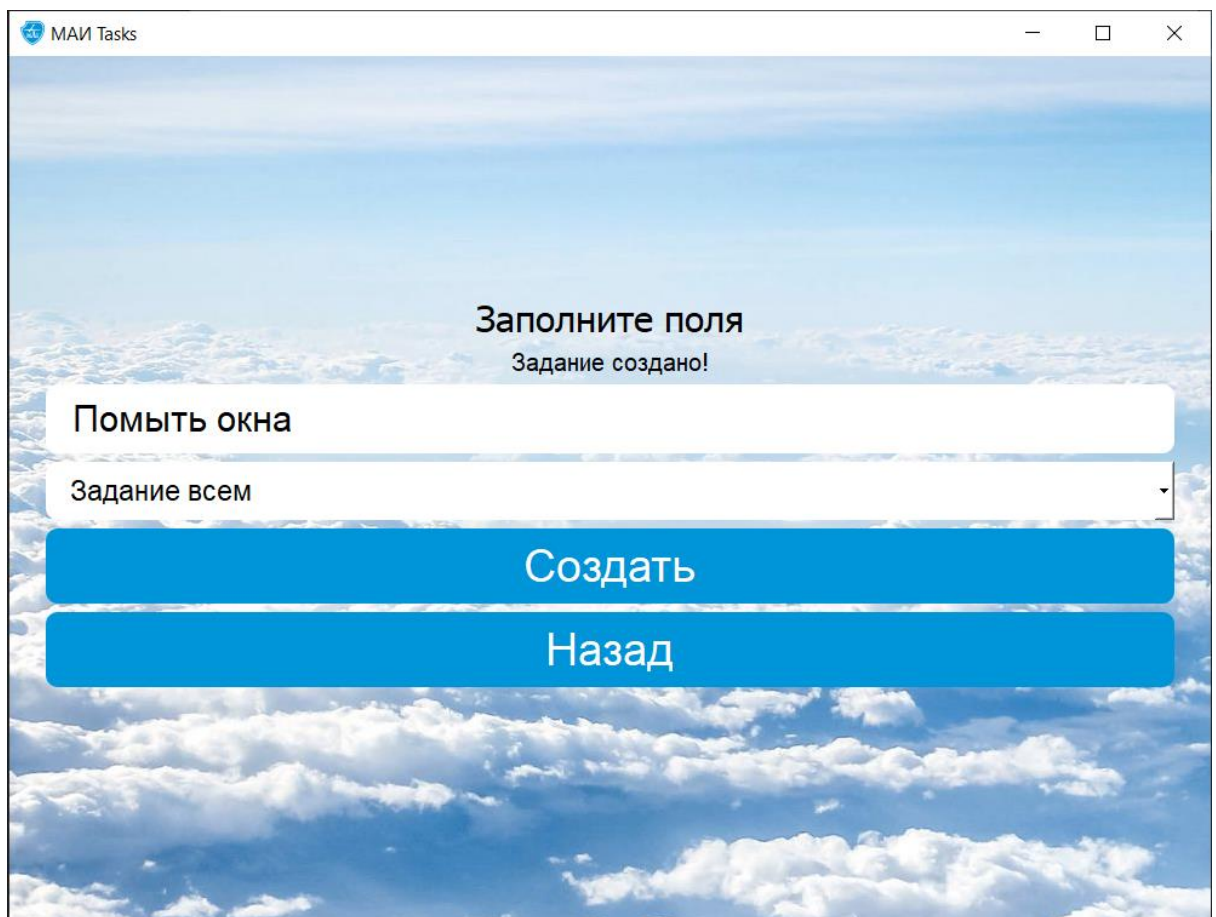 МАИ Tasks
Заполните поля
Задание создано!
Помыть окна
Задание всем
Создать
Назад